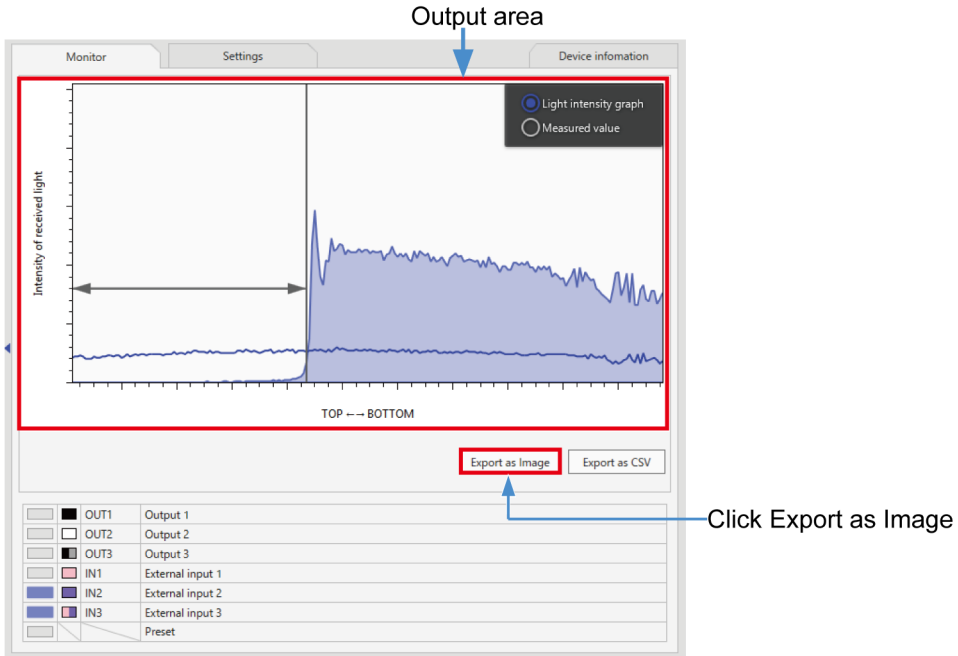 Output area
Monitor
Settings
Device infomation
Light intensity graph
Measured value
Intensity of received light
TOP ←→ BOTTOM
Export as Image
Export as CSV
Click Export as Image
OUT1 Output 1
OUT2 Output 2
OUT3 Output 3
IN1 External input 1
IN2 External input 2
IN3 External input 3
Preset